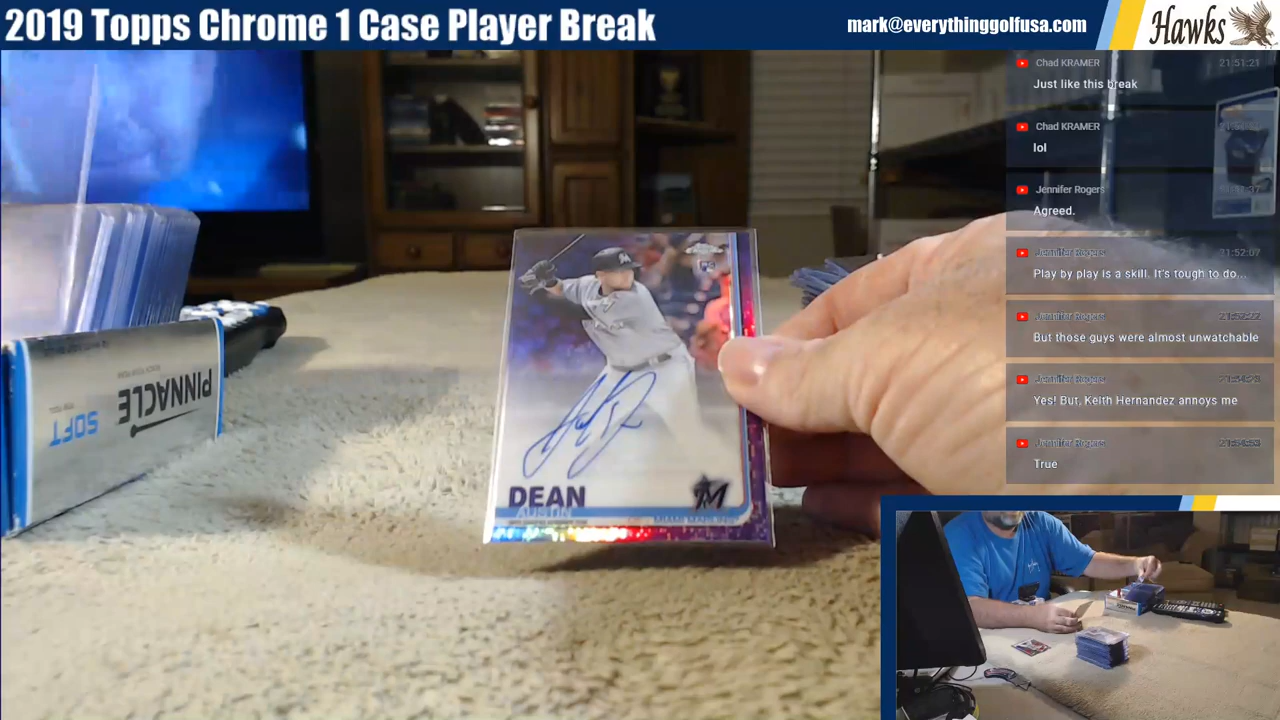 2019 Topps Chrome 1 Case Player Break
mark@everythinggolfusa.com
Hawks
Chad KRAMER 21:51:21
Just like this break
Chad KRAMER
lol
Jennifer Rogers
Agreed.
Jennifer Rogers 21:52:07
Play by play is a skill. It's tough to do...
Jennifer Rogers 21:52:22
But those guys were almost unwatchable
Jennifer Rogers
Yes! But, Keith Hernandez annoys me
Jennifer Rogers
True
PINNACLE
SOFT
RC
DEAN
AUSTIN
M